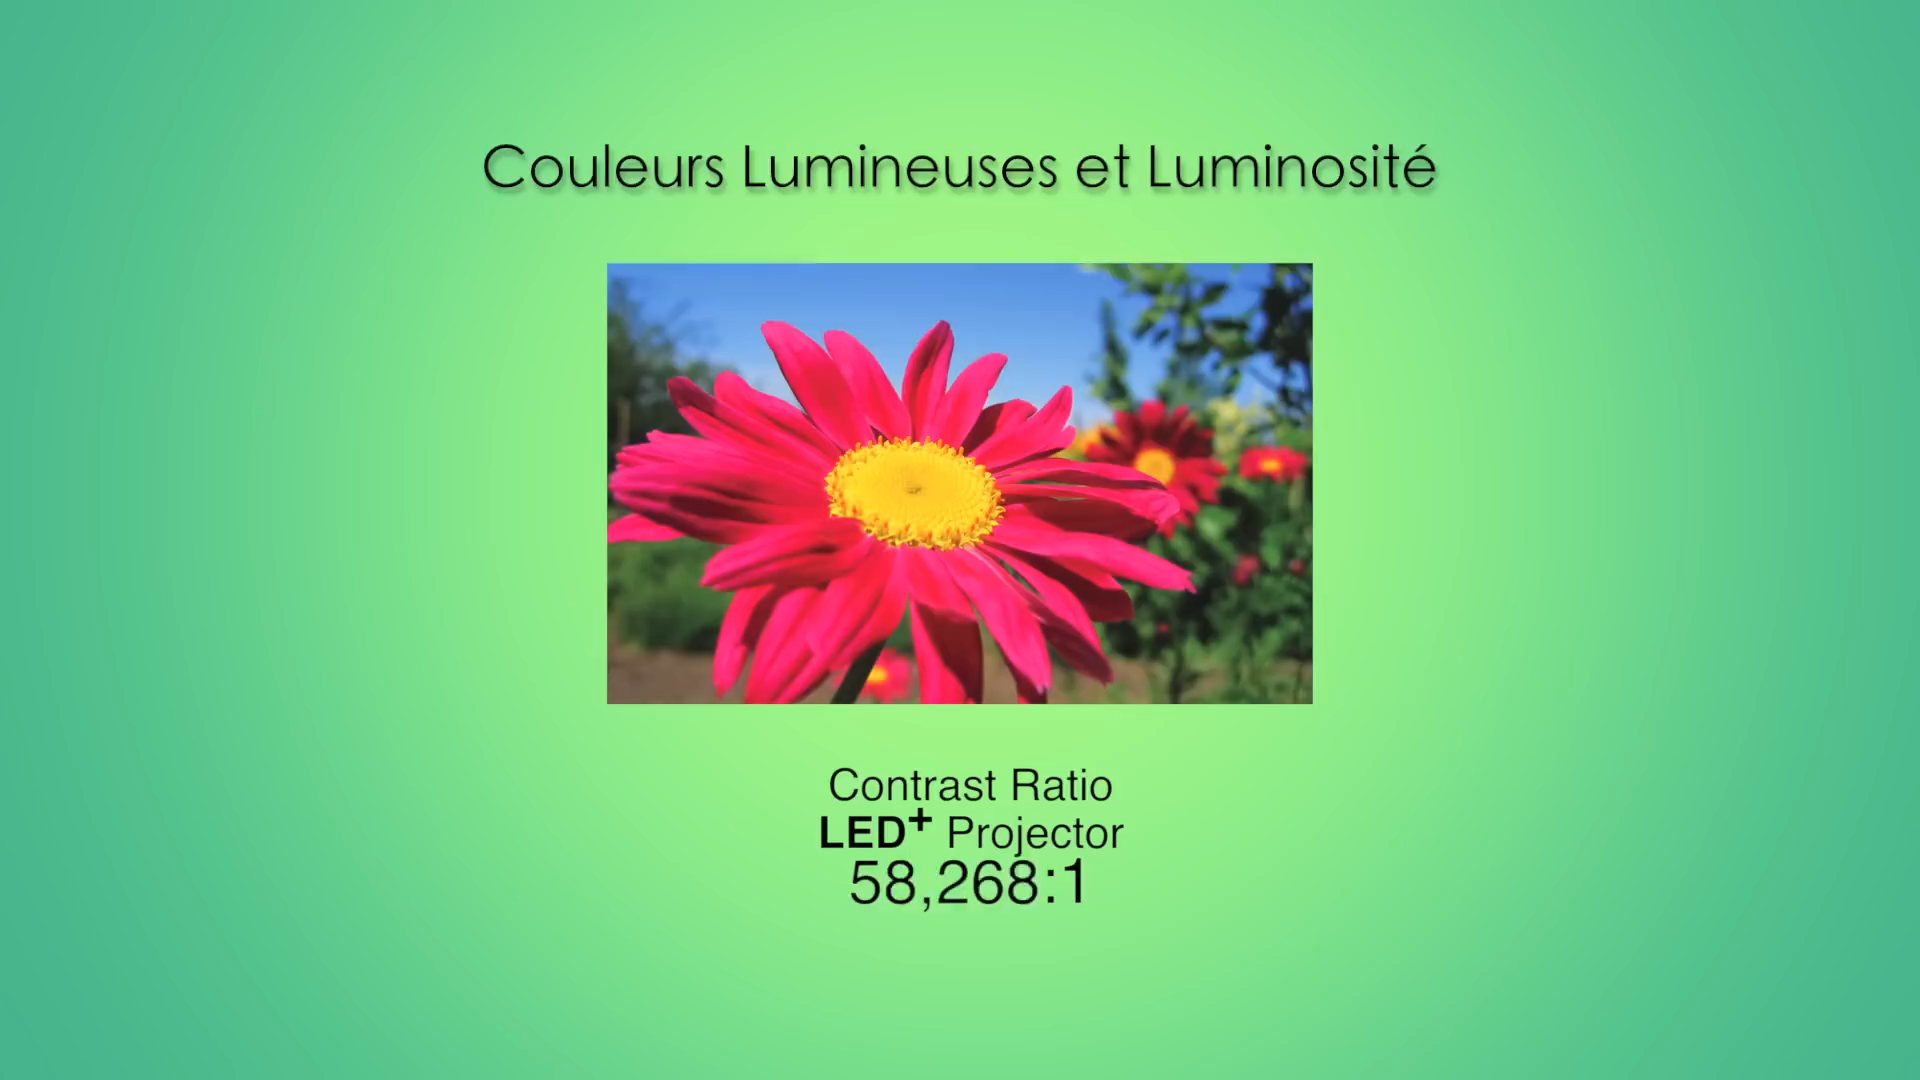 Couleurs Lumineuses et Luminosité
Contrast Ratio
LED+ Projector
58,268:1